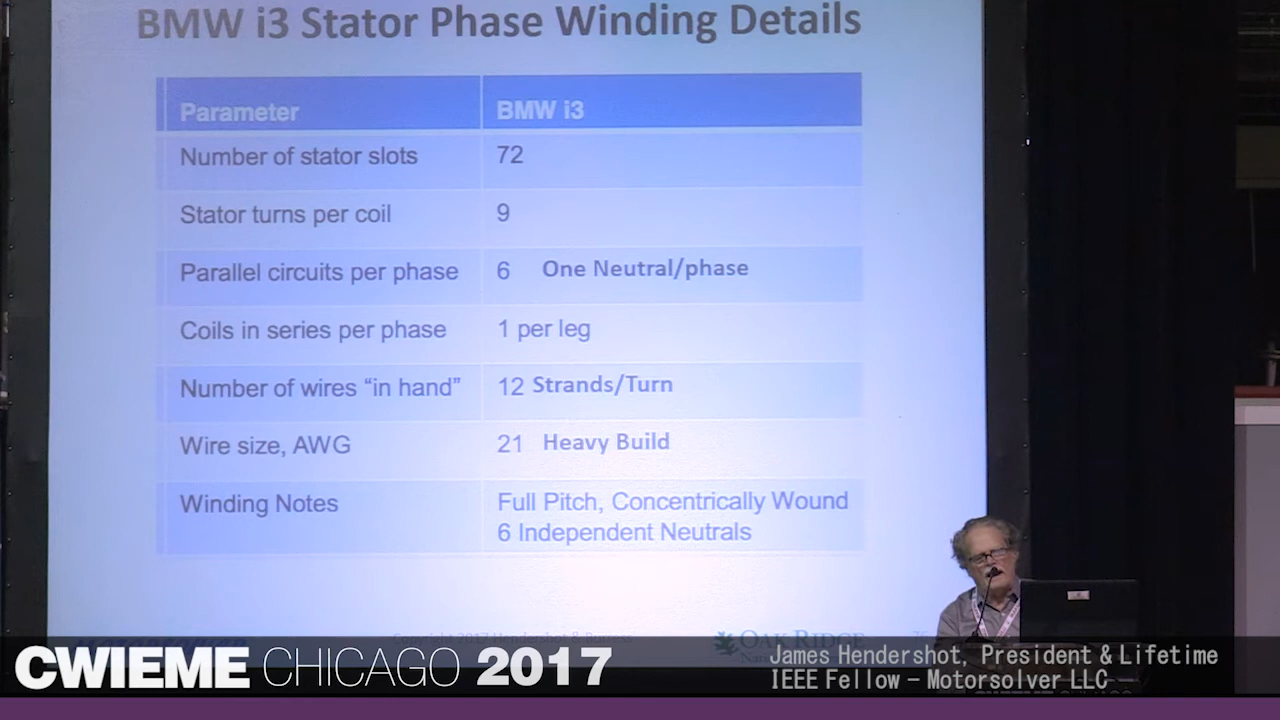 BMW i3 Stator Phase Winding Details
Parameter BMW i3
Number of stator slots 72
Stator turns per coil 9
Parallel circuits per phase 6 One Neutral/phase
Coils in series per phase 1 per leg
Number of wires “in hand” 12 Strands/Turn
Wire size, AWG 21 Heavy Build
Winding Notes Full Pitch, Concentrically Wound
6 Independent Neutrals
OAK RIDGE
CWIEME CHICAGO 2017
James Hendershot, President & Lifetime
IEEE Fellow – Motorsolver LLC